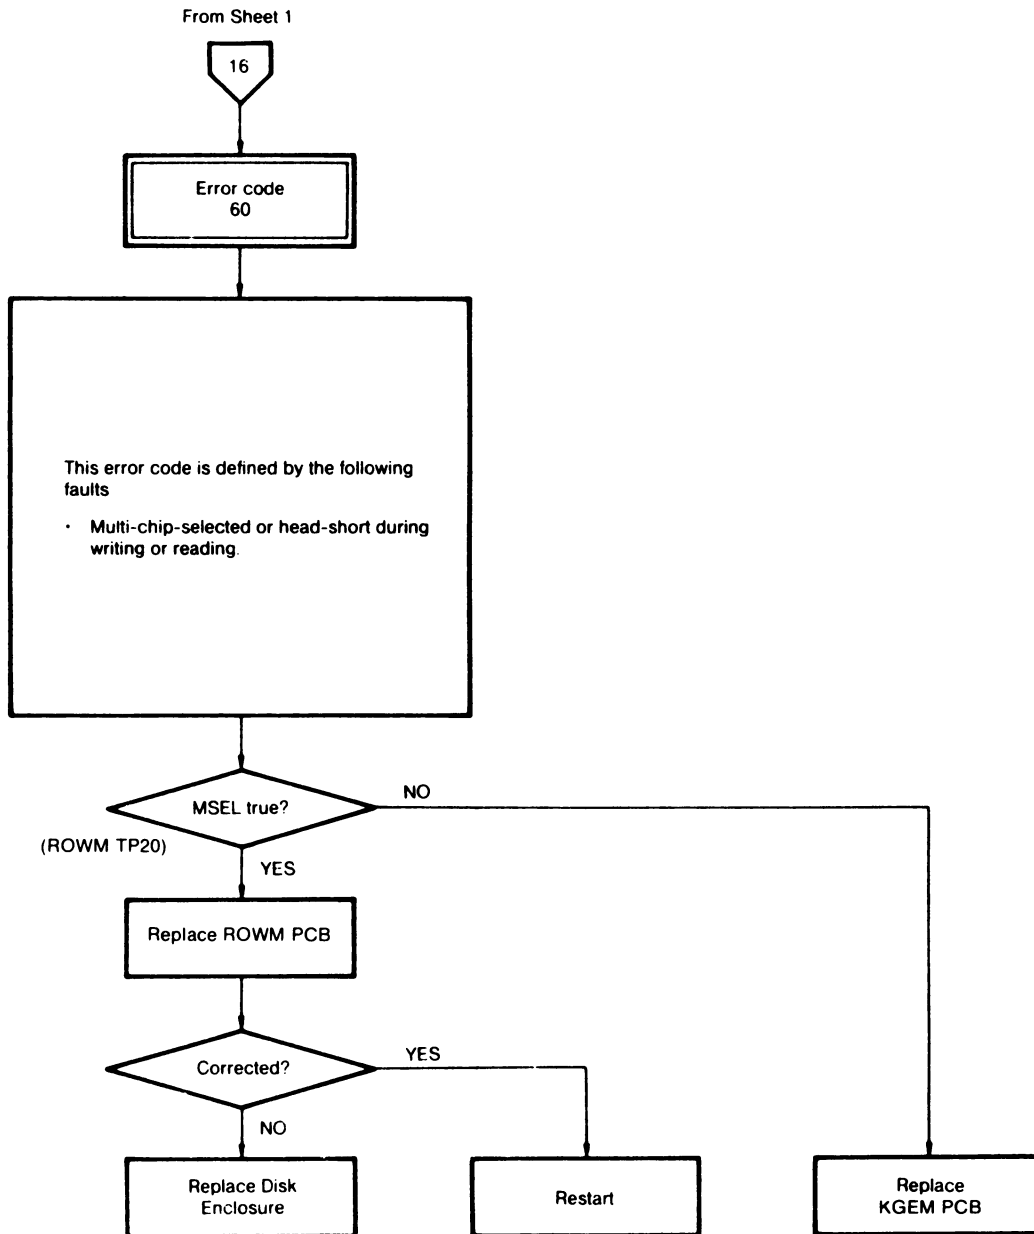 From Sheet 1
16
Error code
60
This error code is defined by the following
faults
· Multi-chip-selected or head-short during
writing or reading.
MSEL true?
NO
(ROWM TP20)
YES
Replace ROWM PCB
Corrected?
YES
NO
Replace Disk
Enclosure
Restart
Replace
KGEM PCB